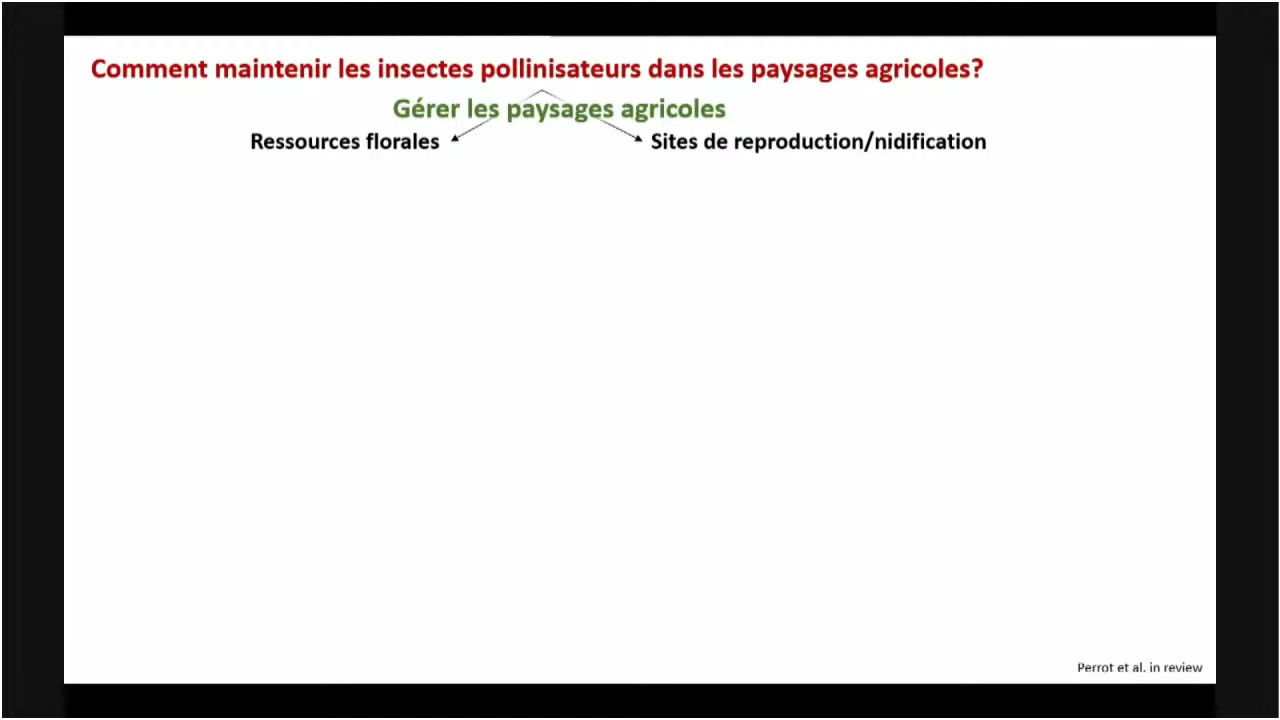 Comment maintenir les insectes pollinisateurs dans les paysages agricoles?
Gérer les paysages agricoles
Ressources florales
Sites de reproduction/nidification
Perrot et al. in review